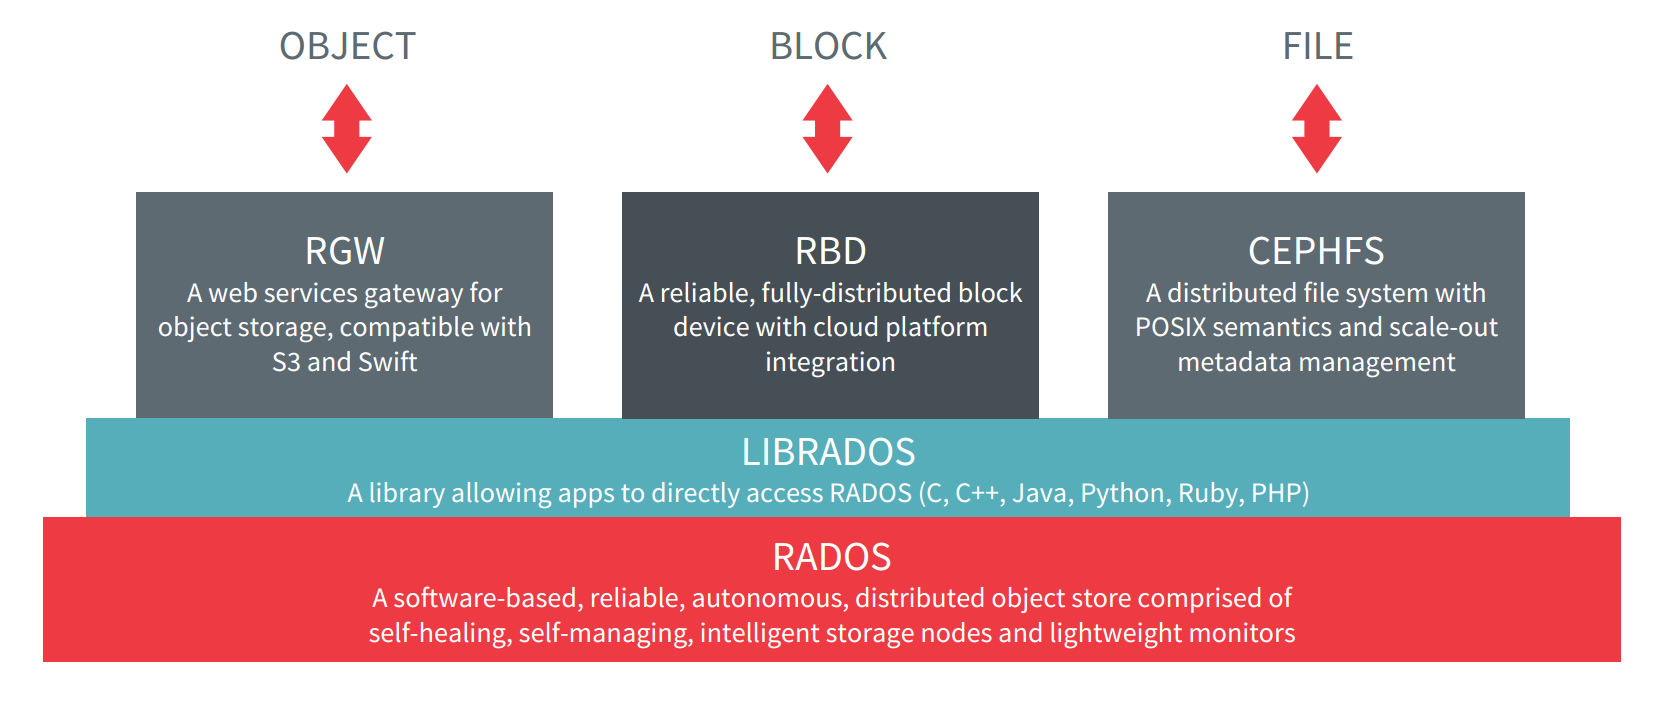 OBJECT
BLOCK
FILE
RGW
A web services gateway for
object storage, compatible with
S3 and Swift
RBD
A reliable, fully-distributed block
device with cloud platform
integration
CEPHFS
A distributed file system with
POSIX semantics and scale-out
metadata management
LIBRADOS
A library allowing apps to directly access RADOS (C, C++, Java, Python, Ruby, PHP)
RADOS
A software-based, reliable, autonomous, distributed object store comprised of
self-healing, self-managing, intelligent storage nodes and lightweight monitors